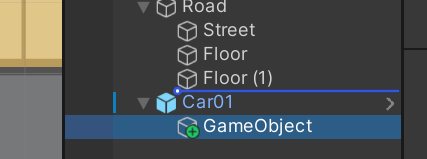 Road
Street
Floor
Floor (1)
Car01
GameObject